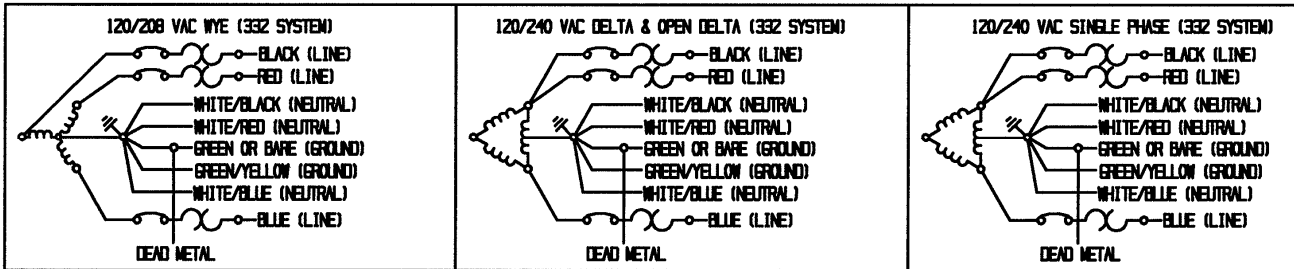 120/208 VAC WYE (332 SYSTEM)
BLACK (LINE)
RED (LINE)
WHITE/BLACK (NEUTRAL)
WHITE/RED (NEUTRAL)
GREEN OR BARE (GROUND)
GREEN/YELLOW (GROUND)
WHITE/BLUE (NEUTRAL)
BLUE (LINE)
DEAD METAL
120/240 VAC DELTA & OPEN DELTA (332 SYSTEM)
BLACK (LINE)
RED (LINE)
WHITE/BLACK (NEUTRAL)
WHITE/RED (NEUTRAL)
GREEN OR BARE (GROUND)
GREEN/YELLOW (GROUND)
WHITE/BLUE (NEUTRAL)
BLUE (LINE)
DEAD METAL
120/240 VAC SINGLE PHASE (332 SYSTEM)
BLACK (LINE)
RED (LINE)
WHITE/BLACK (NEUTRAL)
WHITE/RED (NEUTRAL)
GREEN OR BARE (GROUND)
GREEN/YELLOW (GROUND)
WHITE/BLUE (NEUTRAL)
BLUE (LINE)
DEAD METAL